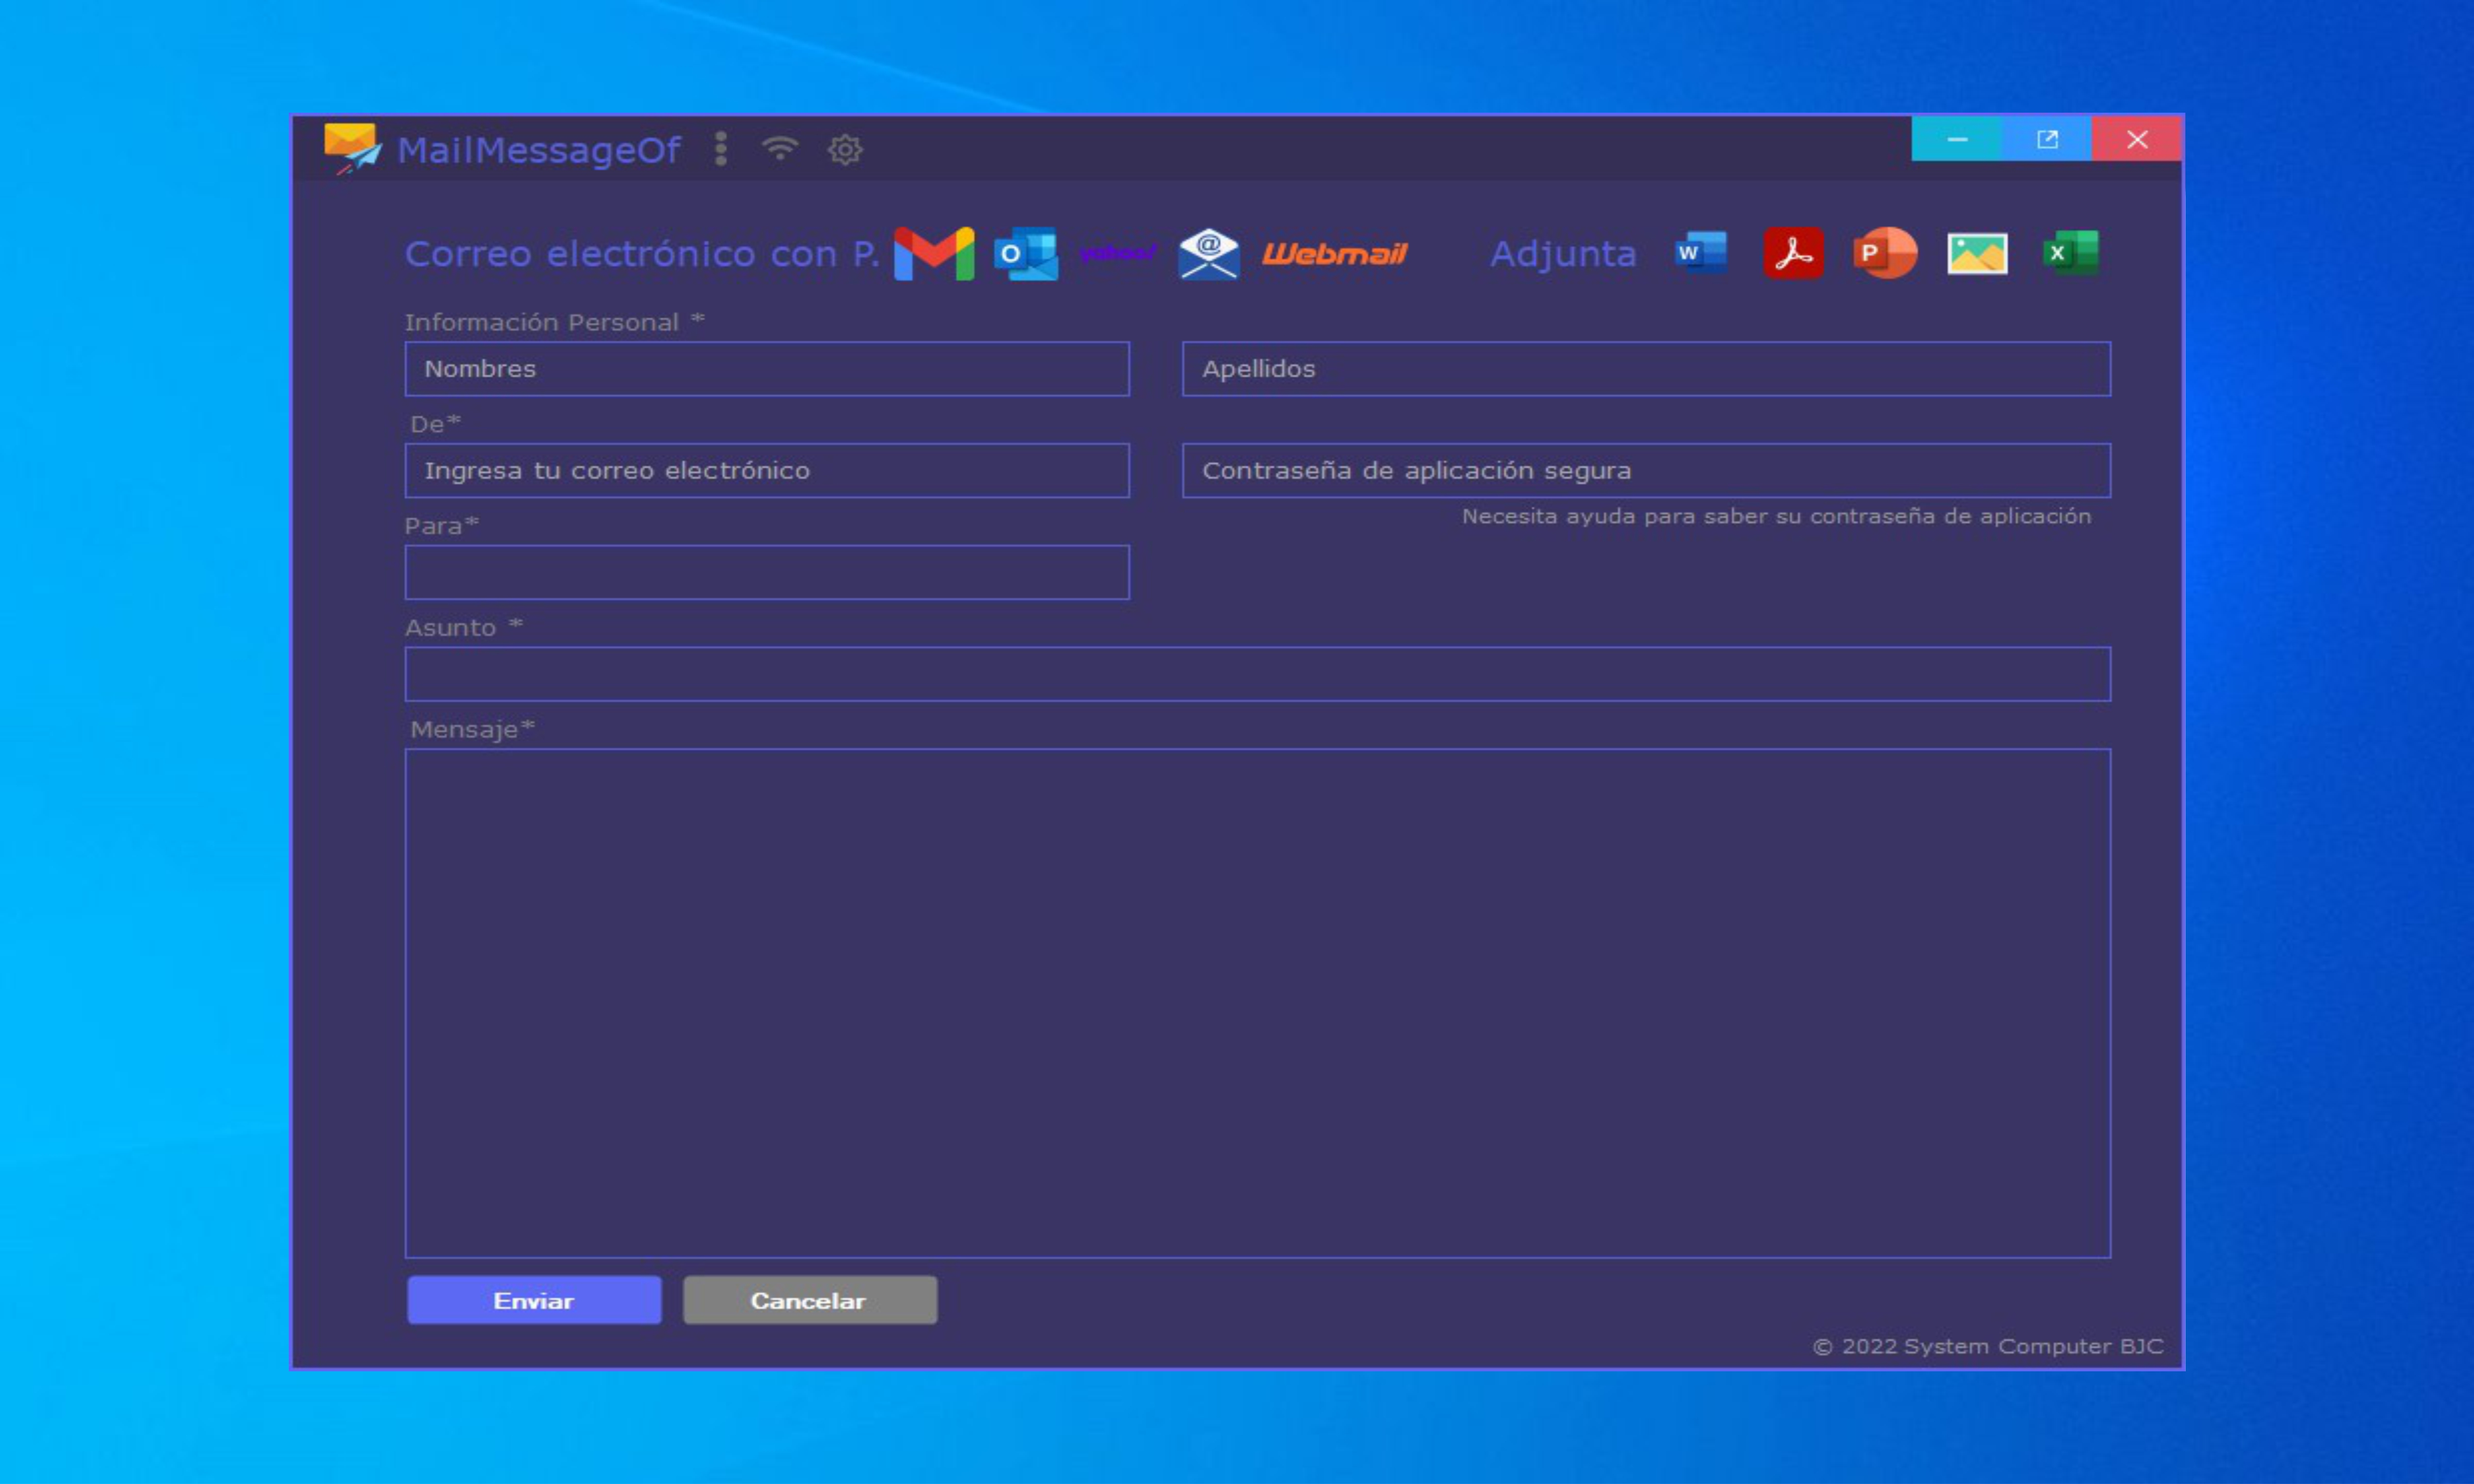 MailMessageOf
Correo electrónico con P. yahoo! Webmail Adjunta
Información Personal *
Nombres Apellidos
De*
Ingresa tu correo electrónico Contraseña de aplicación segura
Para* Necesita ayuda para saber su contraseña de aplicación
Asunto *
Mensaje*
Enviar Cancelar
© 2022 System Computer BJC